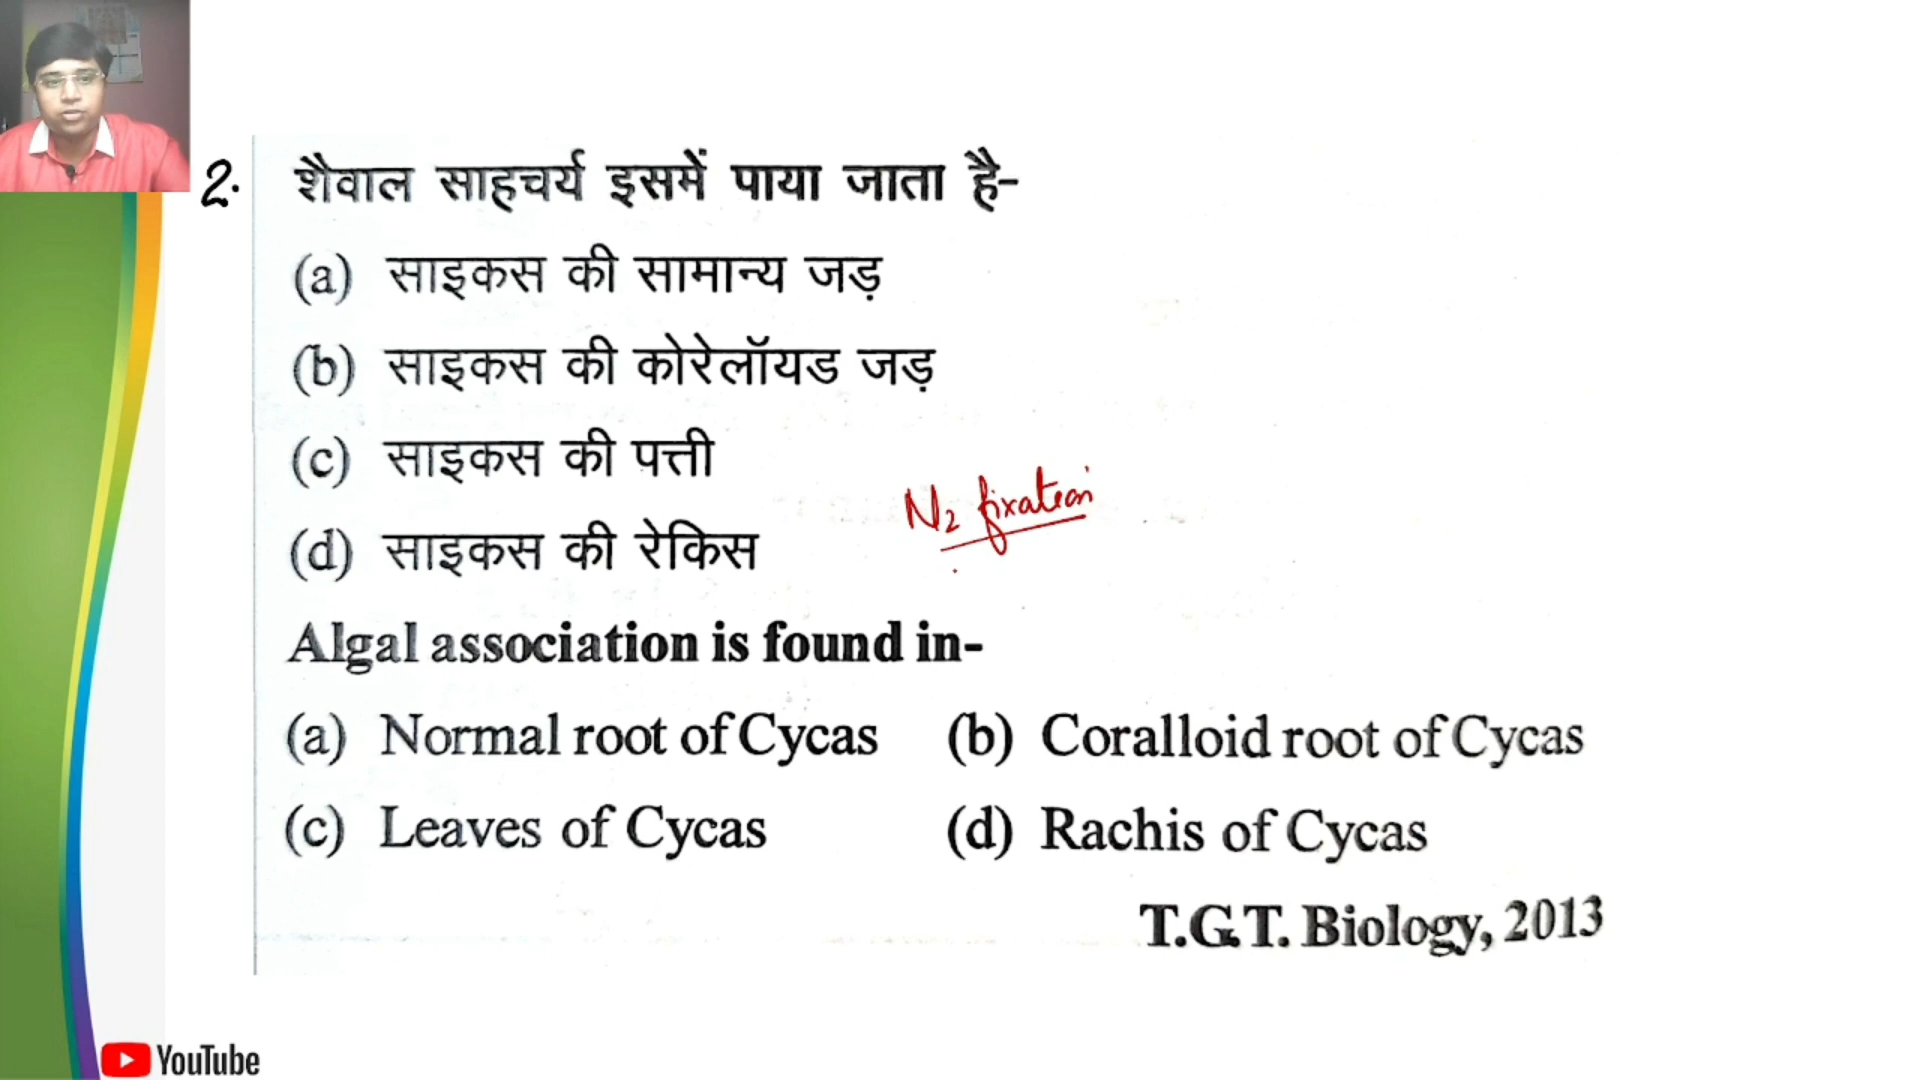 2. शैवाल साहचर्य इसमें पाया जाता है-
(a) साइकस की सामान्य जड़
(b) साइकस की कोरेलॉयड जड़
(c) साइकस की पत्ती
(d) साइकस की रेकिस
N₂ fixation
Algal association is found in-
(a) Normal root of Cycas (b) Coralloid root of Cycas
(c) Leaves of Cycas (d) Rachis of Cycas
T.G.T. Biology, 2013
YouTube